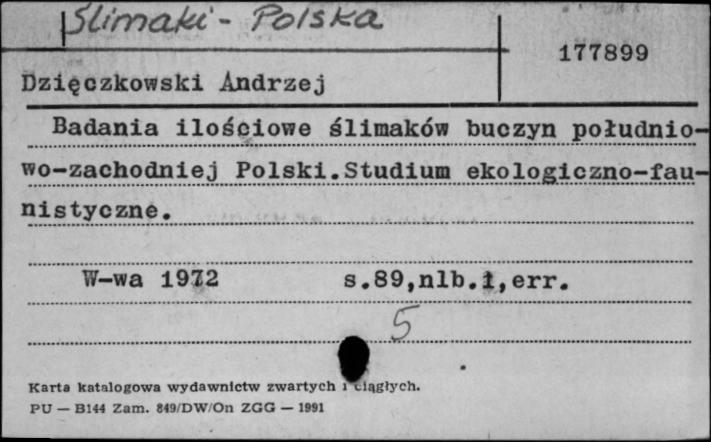 Ślimaki - Polska
177899
Dzięczkowski Andrzej
Badania ilościowe ślimaków buczyn południo-
wo-zachodniej Polski.Studium ekologiczno-fau-
nistyczne.
W-wa 1972 s.89,nlb.1,err.
5
Karta katalogowa wydawnictw zwartych i ciągłych.
PU — B144 Zam. 849/DW/On ZGG — 1991